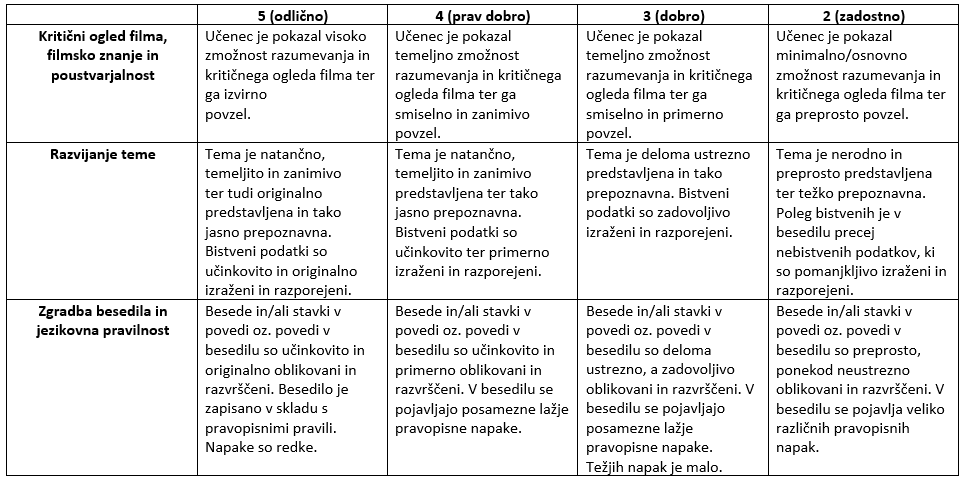 5 (odlično)
4 (prav dobro)
3 (dobro)
2 (zadostno)
Kritični ogled filma,
filmsko znanje in
poustvarjalnost
Učenec je pokazal visoko
zmožnost razumevanja in
kritičnega ogleda filma ter
ga izvirno
povzel.
Učenec je pokazal
temeljno zmožnost
razumevanja in kritičnega
ogleda filma ter ga
smiselno in zanimivo
povzel.
Učenec je pokazal
temeljno zmožnost
razumevanja in kritičnega
ogleda filma ter ga
smiselno in primerno
povzel.
Učenec je pokazal
minimalno/osnovno
zmožnost razumevanja in
kritičnega ogleda filma ter
ga preprosto povzel.
Razvijanje teme
Tema je natančno,
temeljito in zanimivo
ter tudi originalno
predstavljena in tako
jasno prepoznavna.
Bistveni podatki so
učinkovito in originalno
izraženi in razporejeni.
Tema je natančno,
temeljito in zanimivo
predstavljena ter tako
jasno prepoznavna.
Bistveni podatki so
učinkovito ter primerno
izraženi in razporejeni.
Tema je deloma ustrezno
predstavljena in tako
prepoznavna. Bistveni
podatki so zadovoljivo
izraženi in razporejeni.
Tema je nerodno in
preprosto predstavljena
ter težko prepoznavna.
Poleg bistvenih je v
besedilu precej
nebistvenih podatkov, ki
so pomanjkljivo izraženi in
razporejeni.
Zgradba besedila in
jezikovna pravilnost
Besede in/ali stavki v
povedi oz. povedi v
besedilu so učinkovito in
originalno oblikovani in
razvrščeni. Besedilo je
zapisano v skladu s
pravopisnimi pravili.
Napake so redke.
Besede in/ali stavki v
povedi oz. povedi v
besedilu so učinkovito in
primerno oblikovani in
razvrščeni. V besedilu se
pojavljajo posamezne lažje
pravopisne napake.
Besede in/ali stavki v
povedi oz. povedi v
besedilu so deloma
ustrezno, a zadovoljivo
oblikovani in razvrščeni. V
besedilu se pojavljajo
posamezne lažje
pravopisne napake.
Težjih napak je malo.
Besede in/ali stavki v
povedi oz. povedi v
besedilu so preprosto,
ponekod neustrezno
oblikovani in razvrščeni. V
besedilu se pojavlja veliko
različnih pravopisnih
napak.